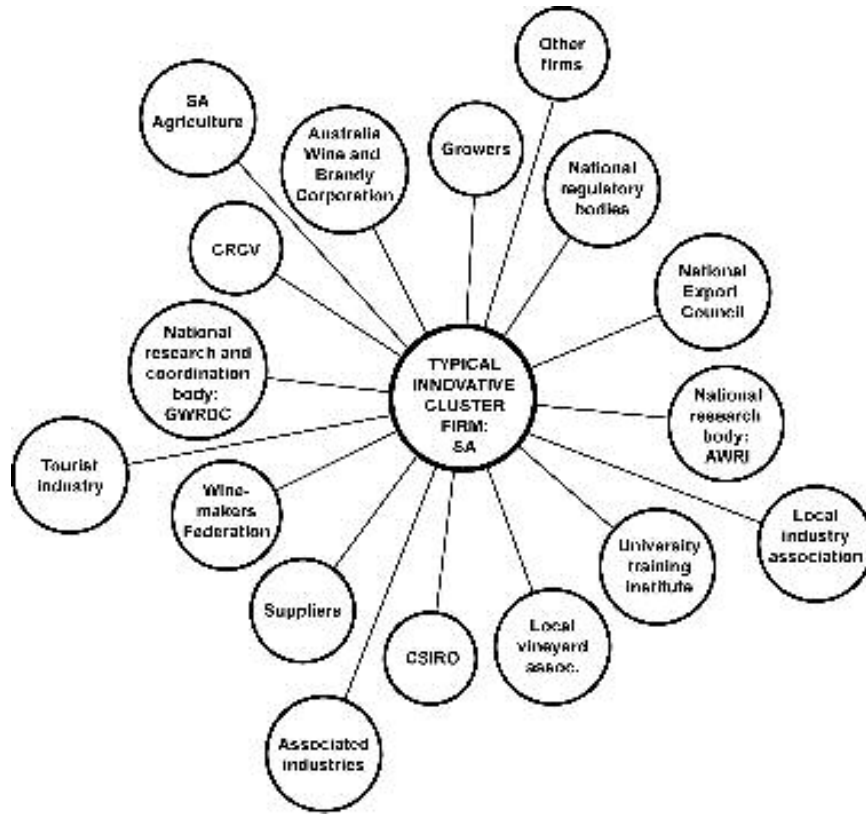 Other
firms
SA
Agriculture
Australia
Wine and
Brandy
Corporation
Growers
National
regulatory
bodies
CRCV
National
Export
Council
National
research and
coordination
body:
GWRDC
TYPICAL
INNOVATIVE
CLUSTER
FIRM:
SA
National
research
body:
AWRI
Tourist
industry
Wine-
makers
Federation
Local
industry
association
University
training
institute
Suppliers
CSIRO
Local
vineyard
assoc.
Associated
industries